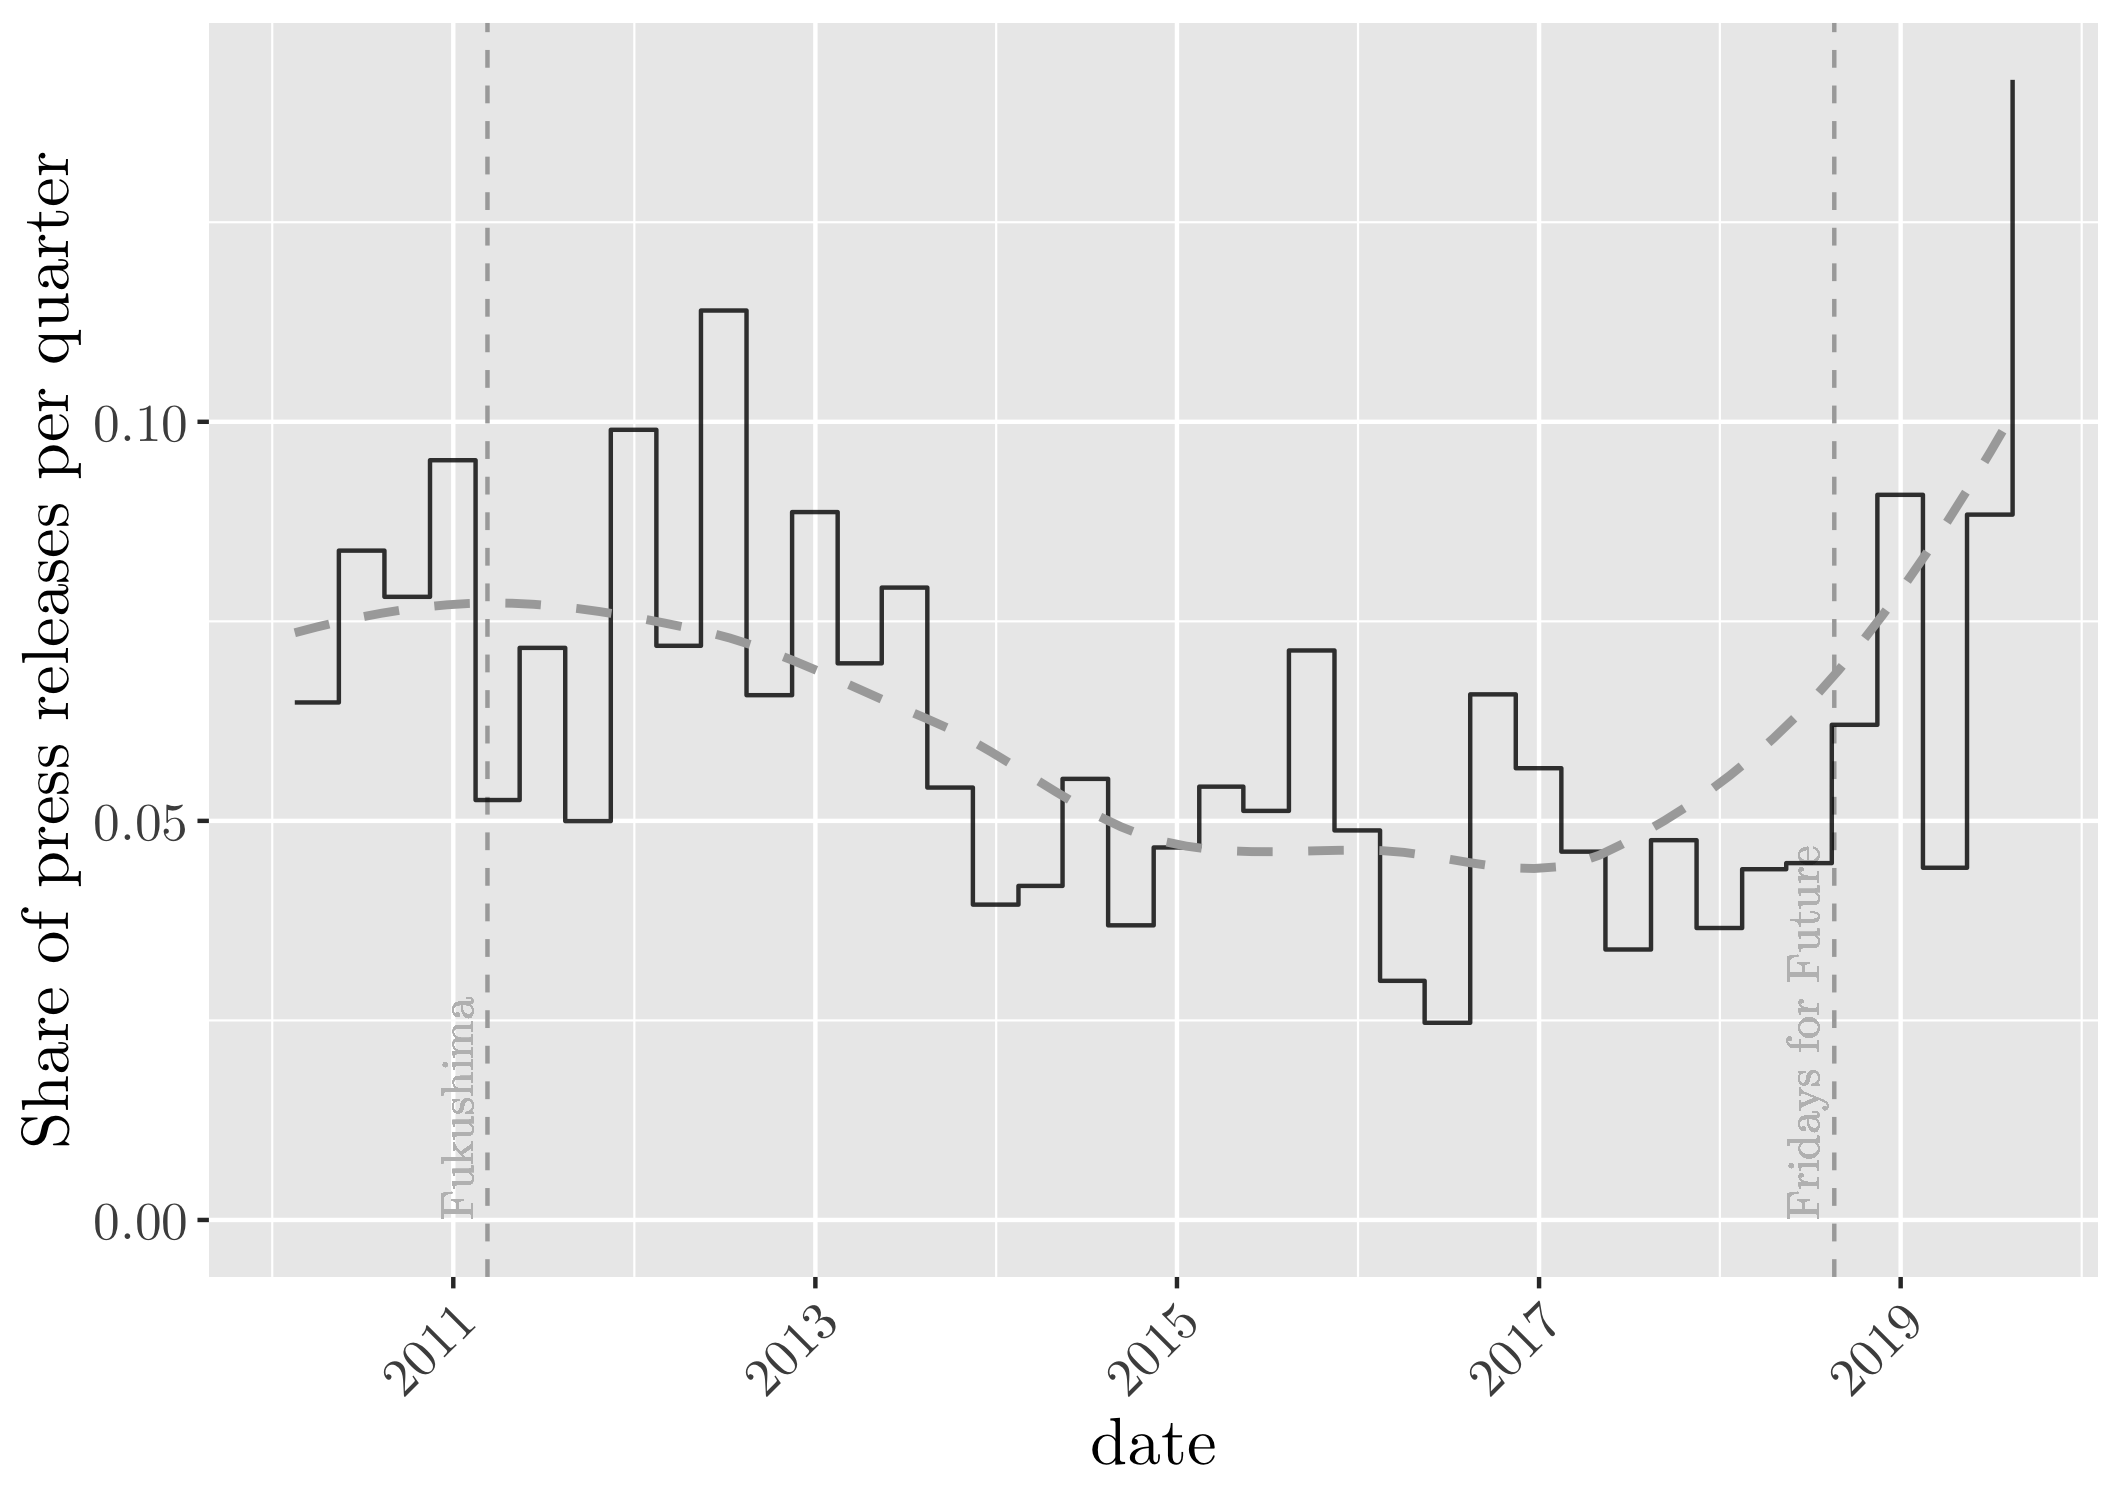 Share of press releases per quarter
0.10
0.05
0.00
Fukushima
Fridays for Future
2011
2013
2015
2017
2019
date